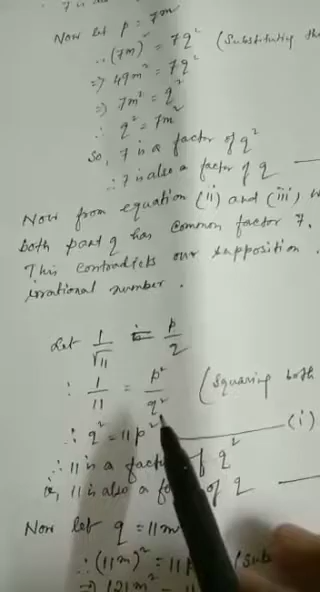 Now let p = 7m
∴ (7m)² = 7q² (Substituting
⇒ 49m² = 7q²
⇒ 7m² = q²
∴ q² = 7m²
So, 7 is a factor of q²
∴ 7 is also a factor of q
Now from equation (ii) and (iii)
both p and q has common factor 7.
This contradicts our supposition.
irrational number.
Let 1/√11 = p/q
∴ 1/11 = p²/q² (Squaring both
∴ q² = 11p² (i)
∴ 11 is a factor of q²
11 is also a of q
Now let q = 11m
∴ (11m)² = 11p
⇒ 121m²